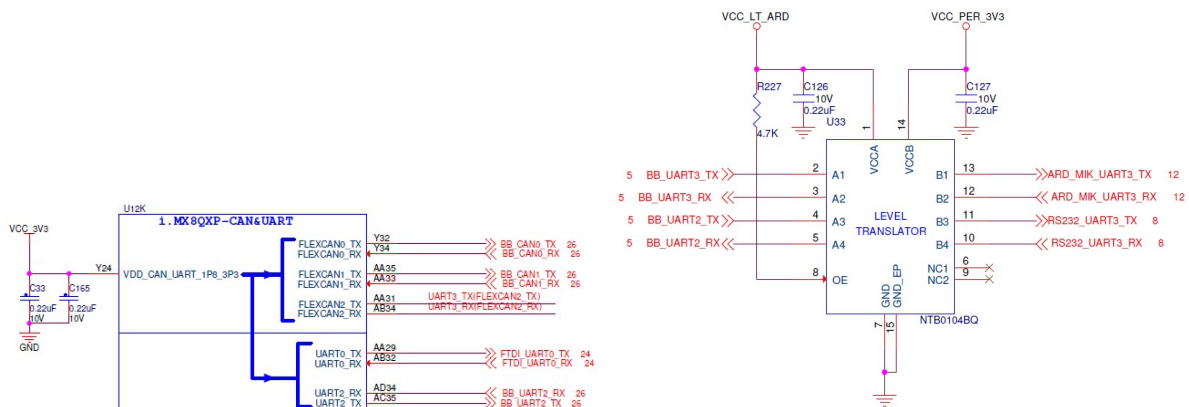 U12K
i.MX8QXP-CAN&UART
VCC_3V3
Y24
VDD_CAN_UART_1P8_3P3
C33
0.22uF
10V
C165
0.22uF
10V
GND
FLEXCAN0_TX Y32 BB_CAN0_TX 26
FLEXCAN0_RX Y34 BB_CAN0_RX 26
FLEXCAN1_TX AA35 BB_CAN1_TX 26
FLEXCAN1_RX AA33 BB_CAN1_RX 26
FLEXCAN2_TX AA31 UART3_TX(FLEXCAN2_TX)
FLEXCAN2_RX AB34 UART3_RX(FLEXCAN2_RX)
UART0_TX AA29 FTDI_UART0_TX 24
UART0_RX AB32 FTDI_UART0_RX 24
UART2_RX AD34 BB_UART2_RX 26
UART2_TX AC35 BB_UART2_TX 26
VCC_LT_ARD
VCC_PER_3V3
R227
4.7K
C126
10V
0.22uF
C127
10V
0.22uF
U33
1
14
VCCA
VCCB
5 BB_UART3_TX 2 A1
5 BB_UART3_RX 3 A2
5 BB_UART2_TX 4 A3
5 BB_UART2_RX 5 A4
8 OE
LEVEL
TRANSLATOR
B1 13 ARD_MIK_UART3_TX 12
B2 12 ARD_MIK_UART3_RX 12
B3 11 RS232_UART3_TX 8
B4 10 RS232_UART3_RX 8
NC1 6
NC2 9
GND
GND_EP
7
15
NTB0104BQ